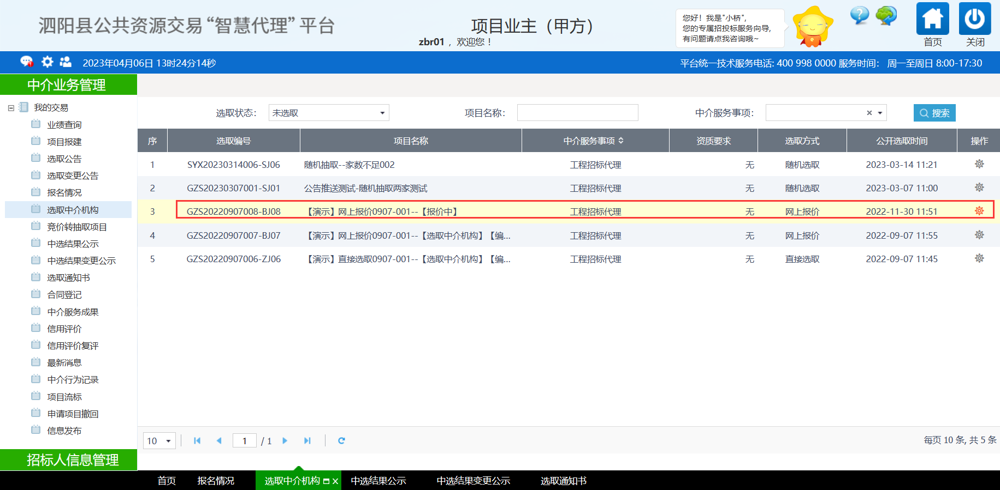 泗阳县公共资源交易“智慧代理”平台
项目业主（甲方）
zbr01 ，欢迎您！
您好！我是"小桥",
您的专属招投标服务向导,
有问题请点我咨询哦~
首页
关闭
2023年04月06日 13时24分14秒
平台统一技术服务电话: 400 998 0000 服务时间： 周一至周日 8:00-17:30
中介业务管理
我的交易
业绩查询
项目报建
选取公告
选取变更公告
报名情况
选取中介机构
竞价转抽取项目
中选结果公示
中选结果变更公示
选取通知书
合同登记
中介服务成果
信用评价
信用评价复评
最新消息
中介行为记录
项目流标
申请项目撤回
信息发布
招标人信息管理
选取状态： 未选取 项目名称： 中介服务事项： 搜索
序 选取编号 项目名称 中介服务事项 资质要求 选取方式 公开选取时间 操作
1 SYX20230314006-SJ06 随机抽取--家数不足002 工程招标代理 无 随机选取 2023-03-14 11:21
2 GZS20230307001-SJ01 公告推送测试-随机抽取两家测试 工程招标代理 无 随机选取 2023-03-07 11:00
3 GZS20220907008-BJ08 【演示】网上报价0907-001--【报价中】 工程招标代理 无 网上报价 2022-11-30 11:51
4 GZS20220907007-BJ07 【演示】网上报价0907-001--【选取中介机构】【编... 工程招标代理 无 网上报价 2022-09-07 11:55
5 GZS20220907006-ZJ06 【演示】直接选取0907-001--【选取中介机构】【编... 工程招标代理 无 直接选取 2022-09-07 11:45
10 1 / 1 每页 10 条, 共 5 条
首页 报名情况 选取中介机构 中选结果公示 中选结果变更公示 选取通知书